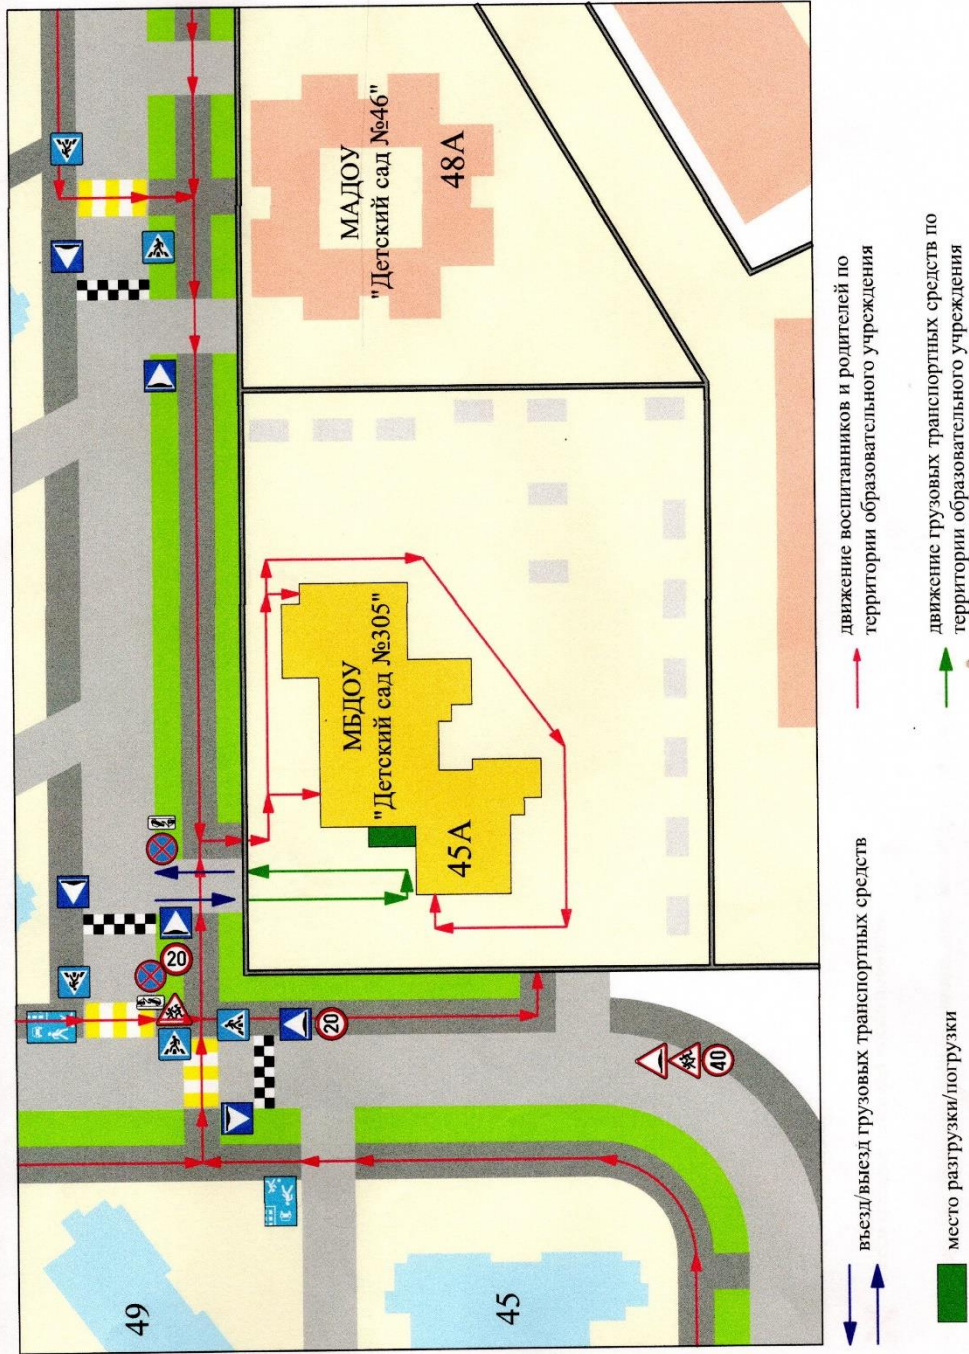 49
45
20
20
40
МБДОУ
"Детский сад №305"
45А
МАДОУ
"Детский сад №46"
48А
въезд/выезд грузовых транспортных средств
место разгрузки/погрузки
движение воспитанников и родителей по
территории образовательного учреждения
движение грузовых транспортных средств по
территории образовательного учреждения